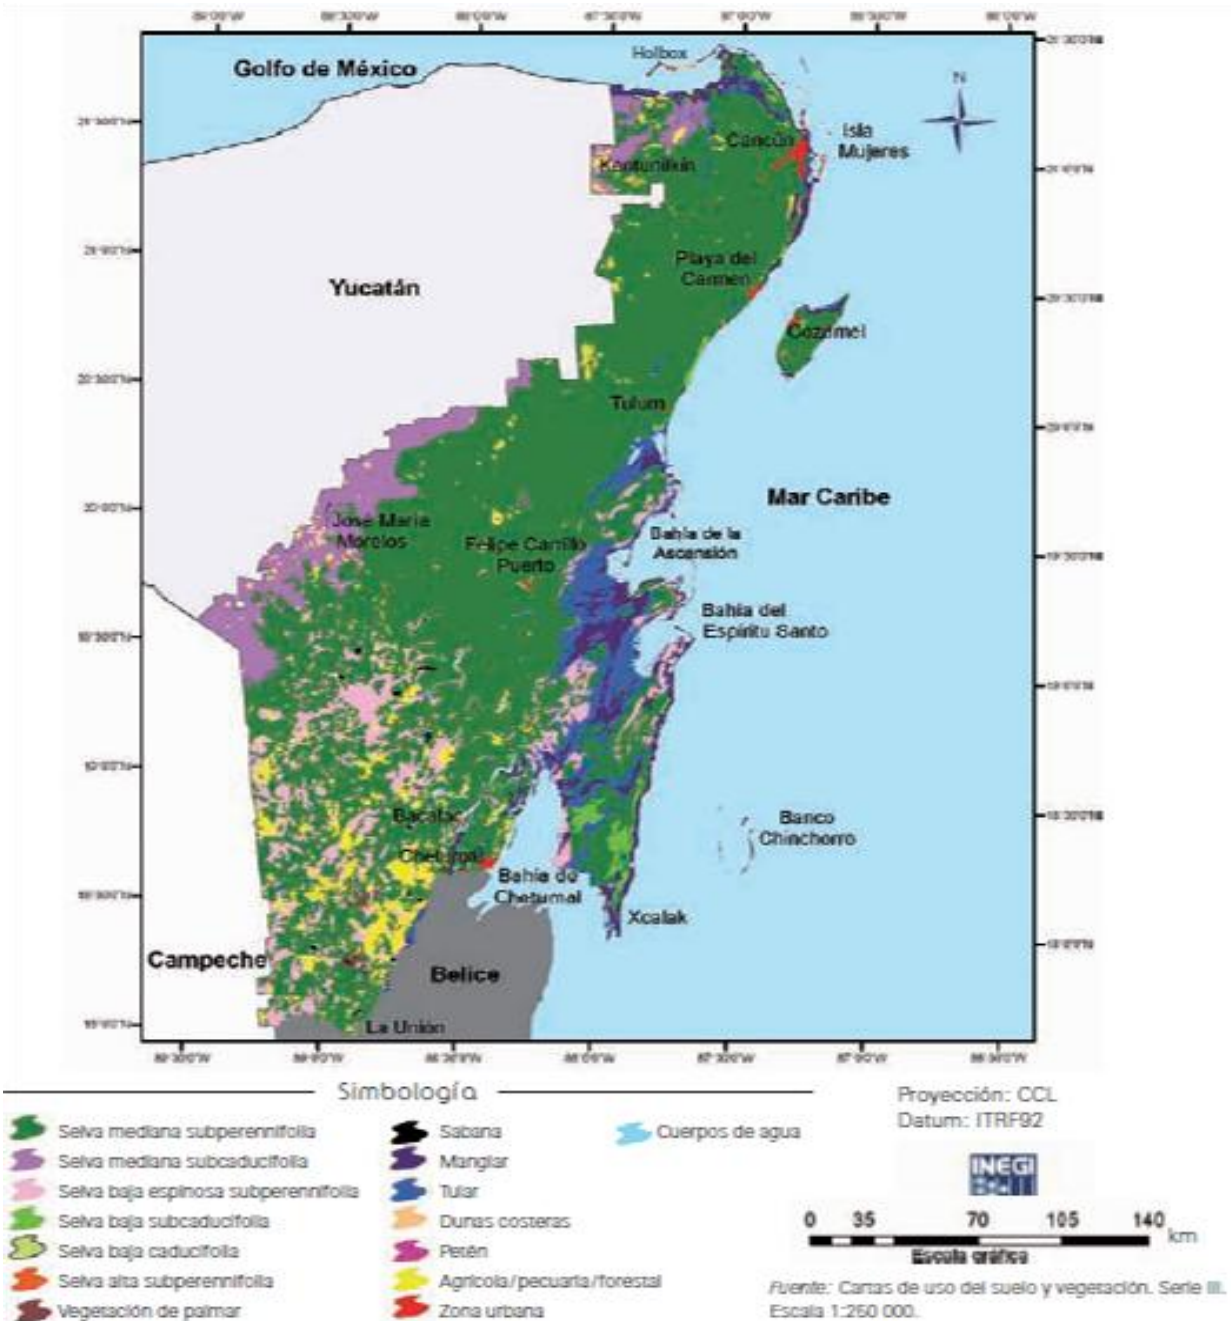 Golfo de México
Holbox
N
Cancún
Isla
Mujeres
Kantunilkín
Yucatán
Playa del
Carmen
Cozumel
Tulum
Mar Caribe
José María
Morelos
Felipe Carrillo
Puerto
Bahía de la
Ascensión
Bahía del
Espíritu Santo
Bacalar
Chetumal
Bahía de
Chetumal
Banco
Chinchorro
Xcalak
Campeche
Belice
La Unión
Simbología
Selva mediana subperennifolia
Selva mediana subcaducifolia
Selva baja espinosa subperennifolia
Selva baja subcaducifolia
Selva baja caducifolia
Selva alta subperennifolia
Vegetación de palmar
Sabana
Manglar
Tular
Dunas costeras
Petén
Agrícola/pecuaria/forestal
Zona urbana
Cuerpos de agua
Proyección: CCL
Datum: ITRF92
INEGI
0 35 70 105 140 km
Escala gráfica
Fuente: Cartas de uso del suelo y vegetación. Serie III.
Escala 1:250 000.